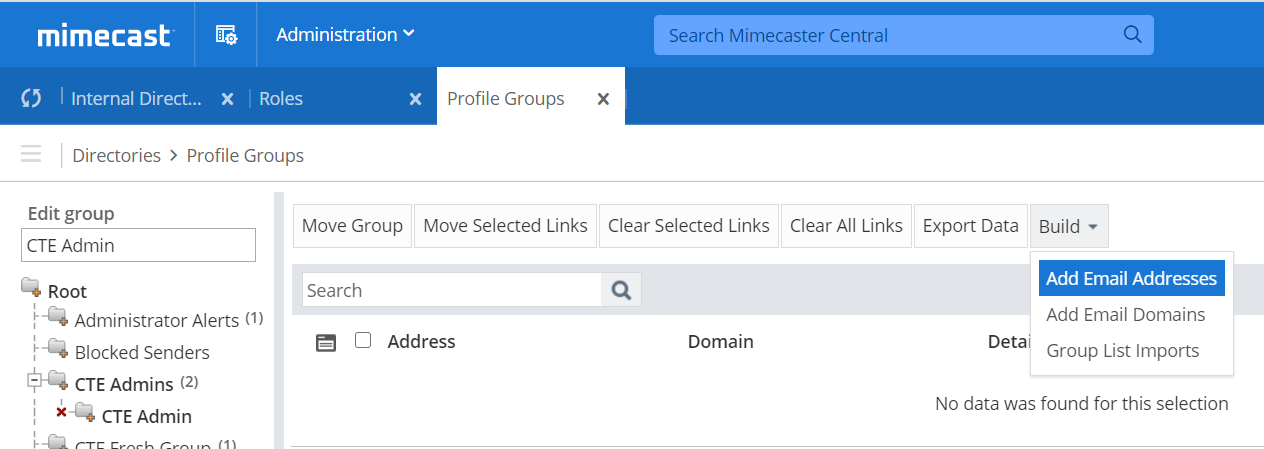 mimecast Administration Search Mimecaster Central
Internal Direct... Roles Profile Groups
Directories > Profile Groups
Edit group
CTE Admin
Root
Administrator Alerts (1)
Blocked Senders
CTE Admins (2)
CTE Admin
CTE Fresh Group (1)
Move Group Move Selected Links Clear Selected Links Clear All Links Export Data Build
Add Email Addresses
Add Email Domains
Group List Imports
Search
Address Domain Detai
No data was found for this selection